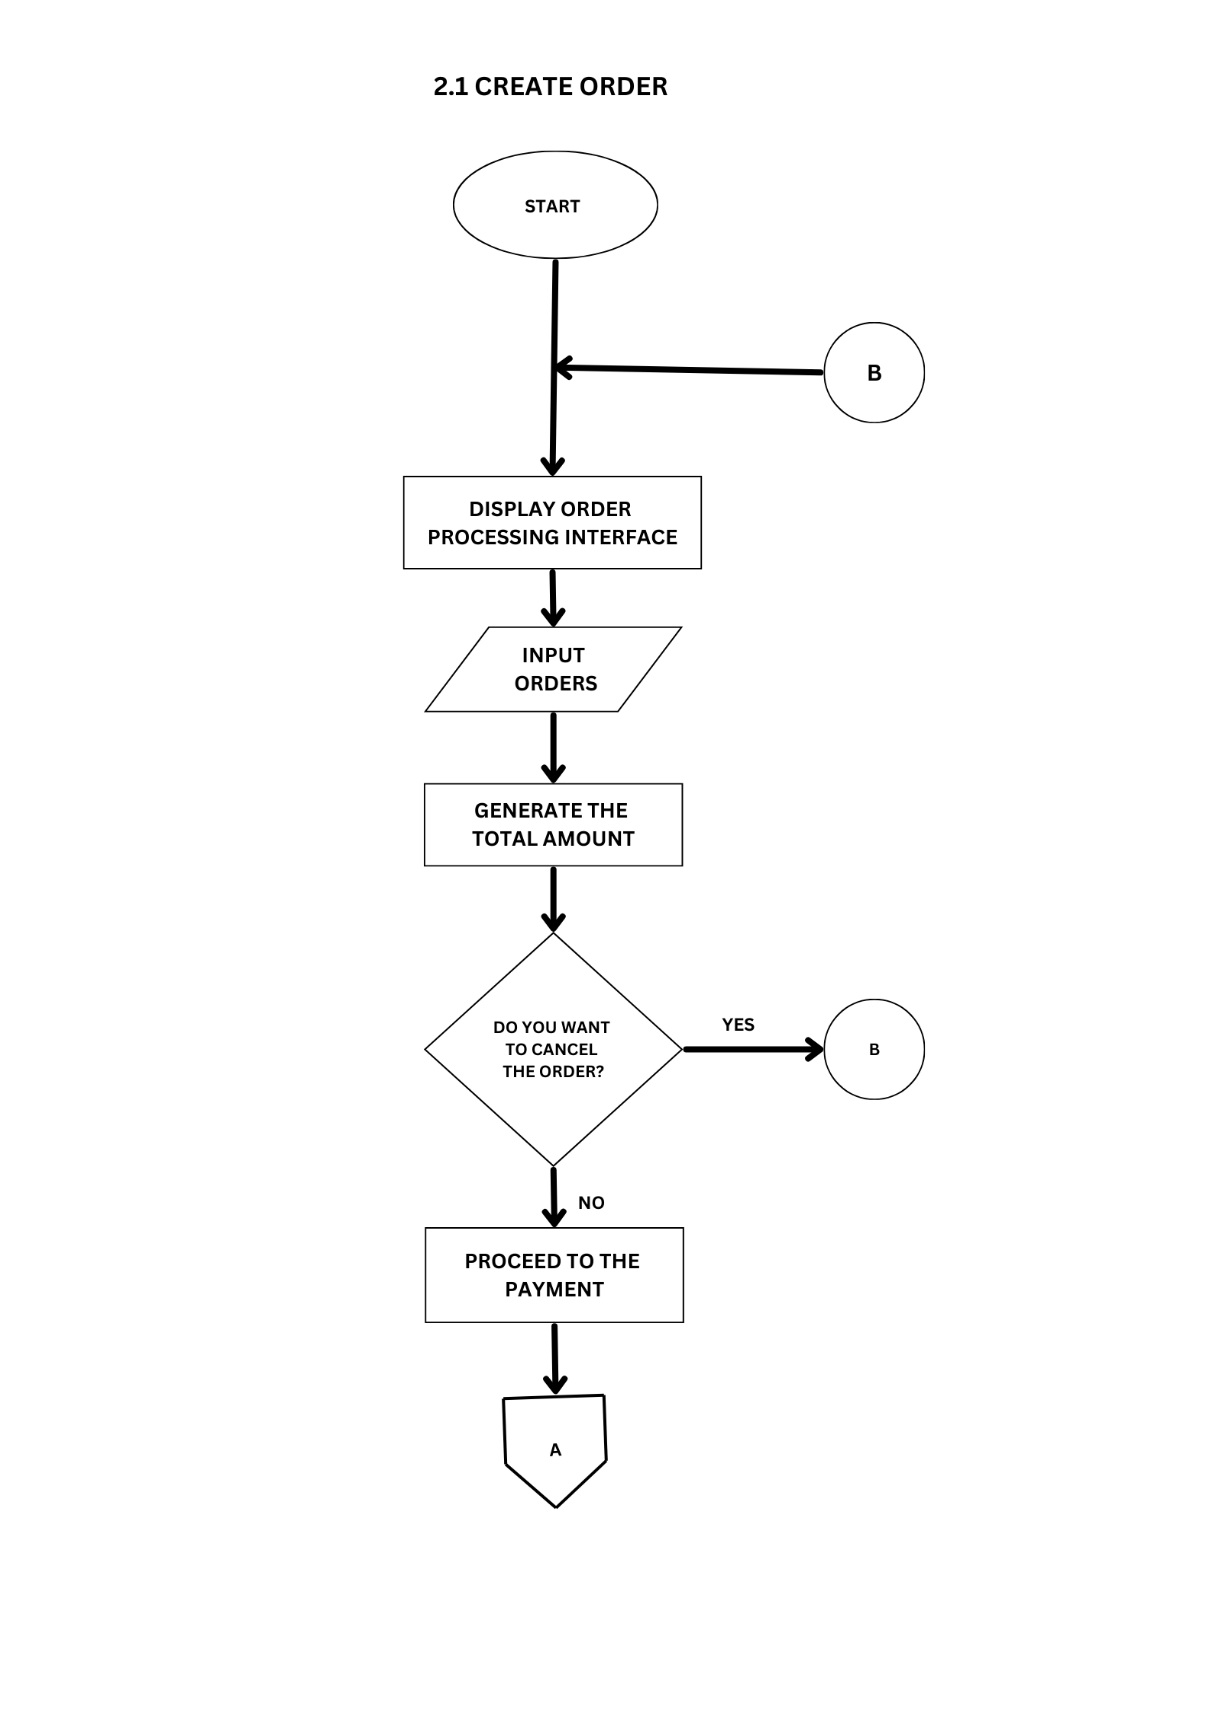 2.1 CREATE ORDER
START
B
DISPLAY ORDER
PROCESSING INTERFACE
INPUT
ORDERS
GENERATE THE
TOTAL AMOUNT
DO YOU WANT
TO CANCEL
THE ORDER?
YES
B
NO
PROCEED TO THE
PAYMENT
A